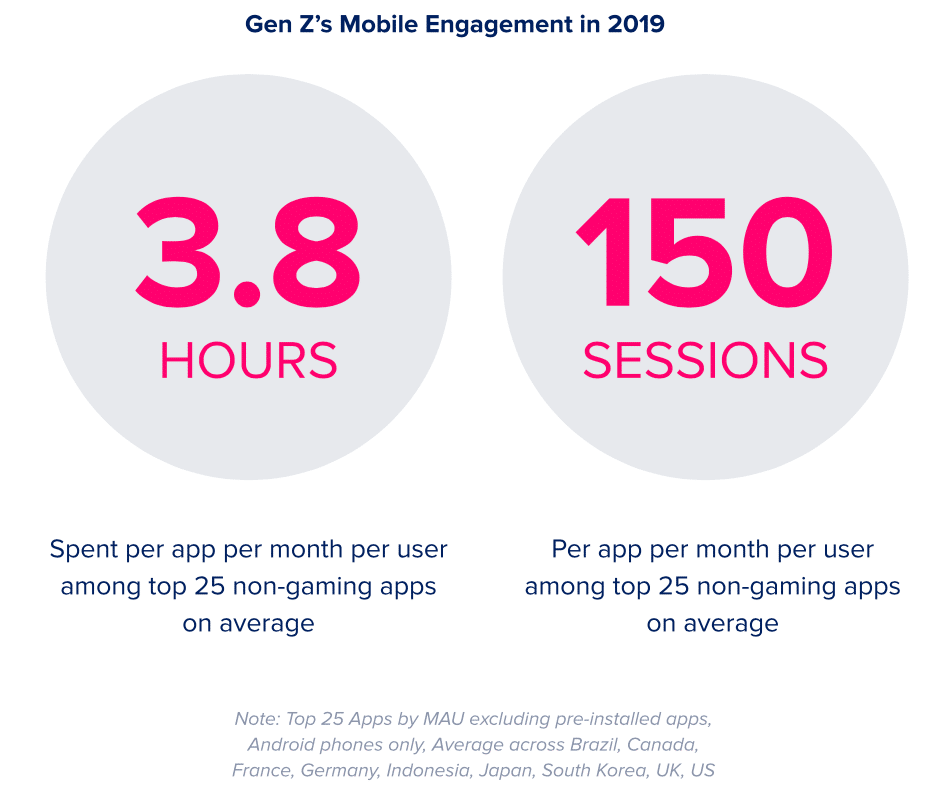 Gen Z’s Mobile Engagement in 2019
3.8
HOURS
Spent per app per month per user
among top 25 non-gaming apps
on average
150
SESSIONS
Per app per month per user
among top 25 non-gaming apps
on average
Note: Top 25 Apps by MAU excluding pre-installed apps,
Android phones only, Average across Brazil, Canada,
France, Germany, Indonesia, Japan, South Korea, UK, US